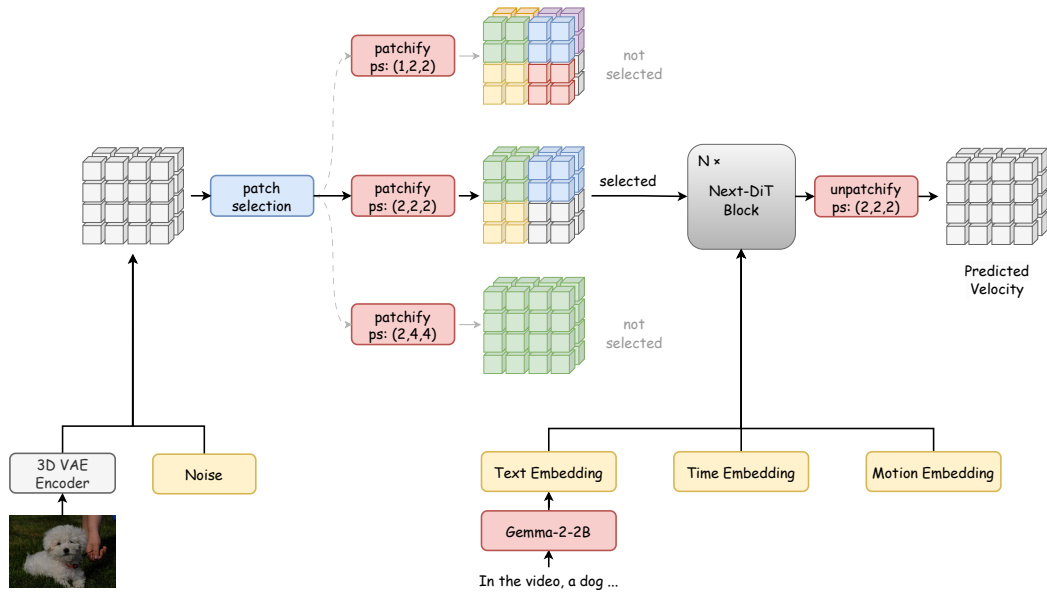 patchify
ps: (1,2,2)
not
selected
patch
selection
patchify
ps: (2,2,2)
selected
N ×
Next-DiT
Block
unpatchify
ps: (2,2,2)
Predicted
Velocity
patchify
ps: (2,4,4)
not
selected
3D VAE
Encoder
Noise
Text Embedding
Time Embedding
Motion Embedding
Gemma-2-2B
In the video, a dog ...